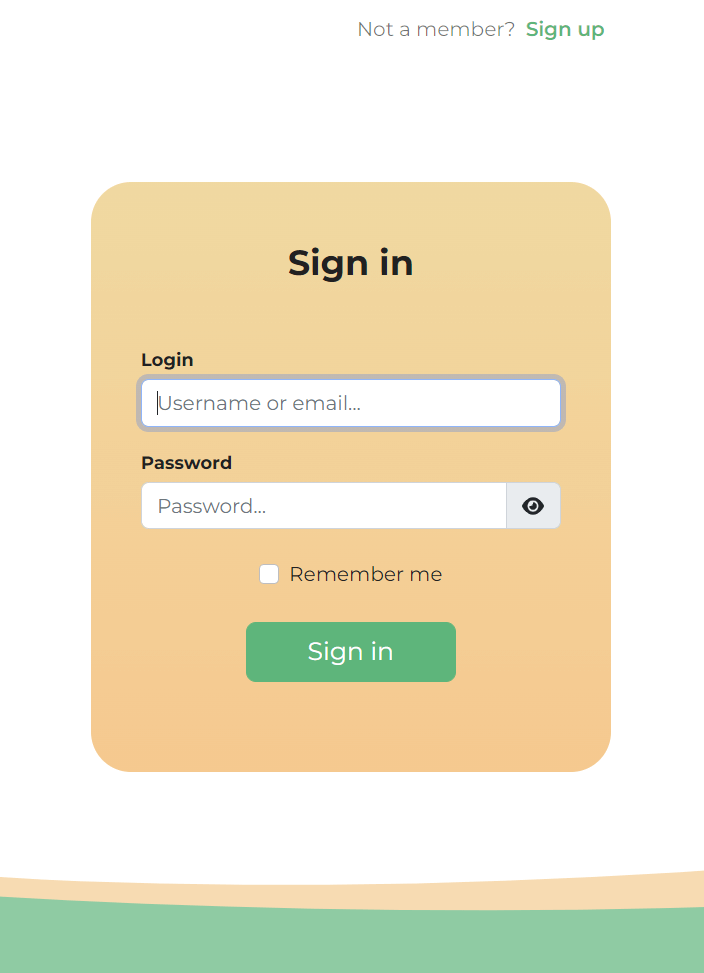 Not a member? Sign up
Sign in
Login
Username or email...
Password
Password...
Remember me
Sign in